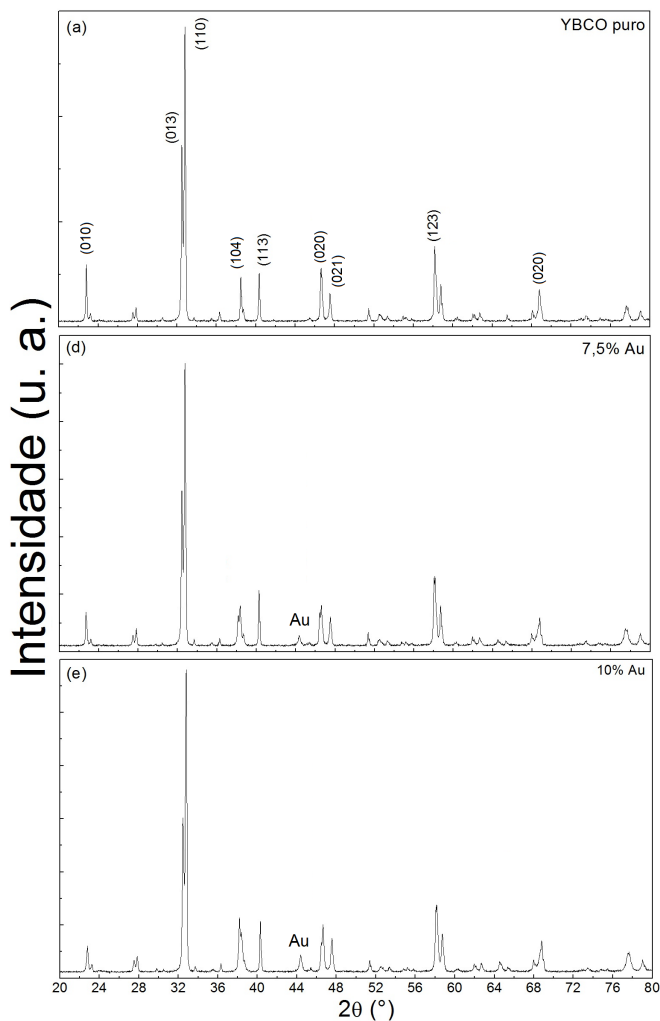 (a)
YBCO puro
(110)
(013)
(010)
(104)
(113)
(020)
(021)
(123)
(020)
(d)
7,5% Au
Au
(e)
10% Au
Au
Intensidade (u. a.)
20 24 28 32 36 40 44 48 52 56 60 64 68 72 76 80
2θ (°)